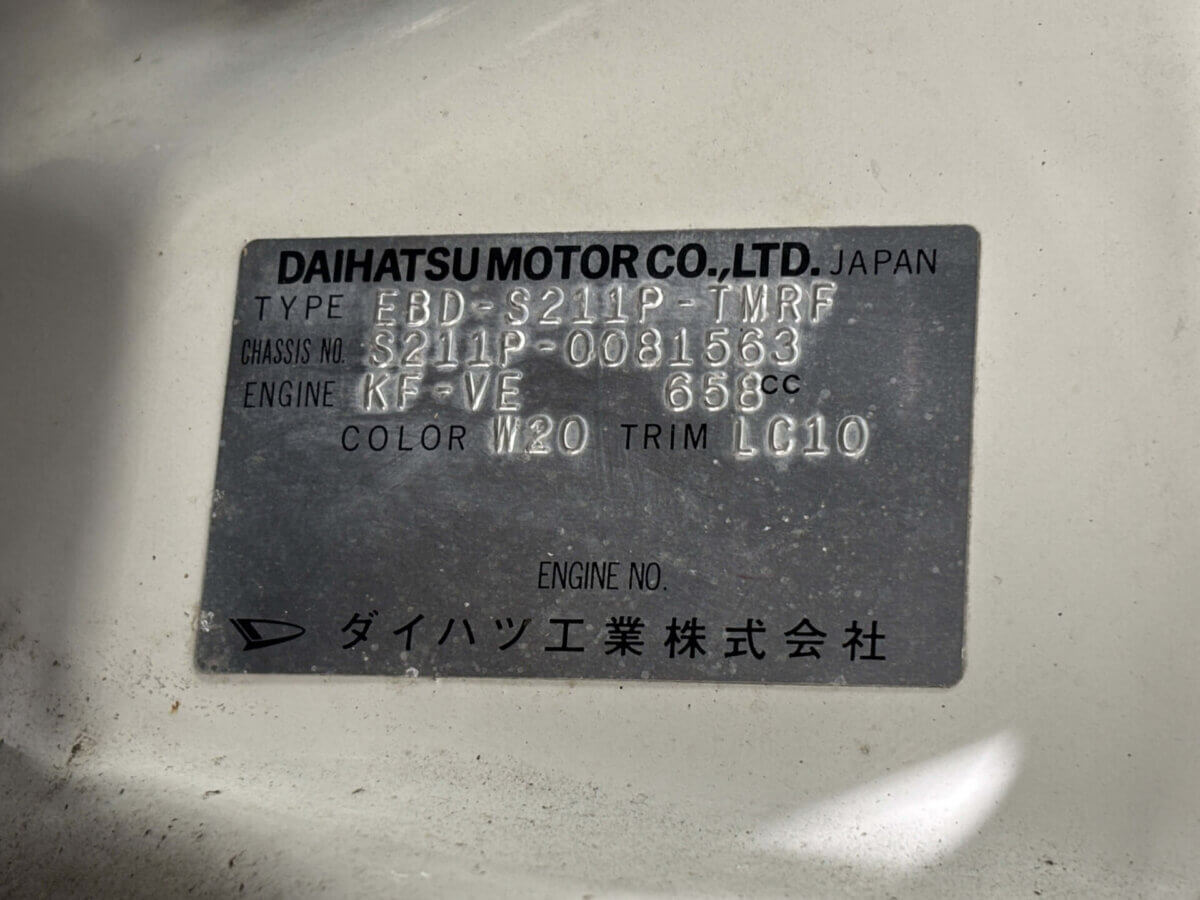 DAIHATSU MOTOR CO.,LTD. JAPAN
TYPE EBD-S211P-TMRF
CHASSIS NO. S211P-0081563
ENGINE KF-VE 658CC
COLOR W20 TRIM LC10
ENGINE NO.
ダイハツ工業株式会社